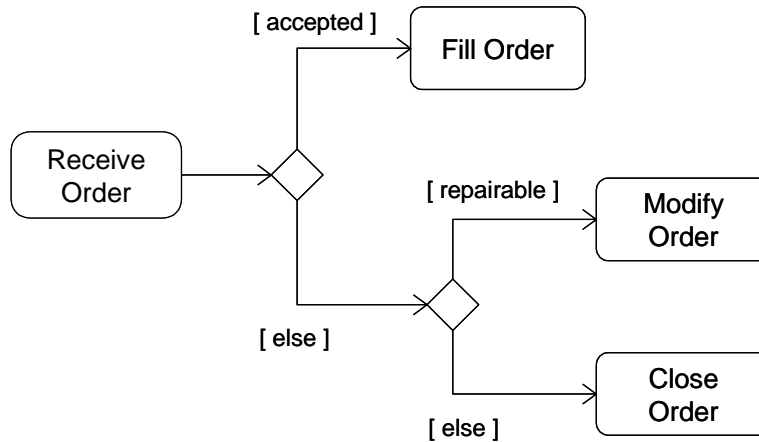 [ accepted ]
Fill Order
Receive
Order
[ repairable ]
Modify
Order
[ else ]
Close
Order
[ else ]